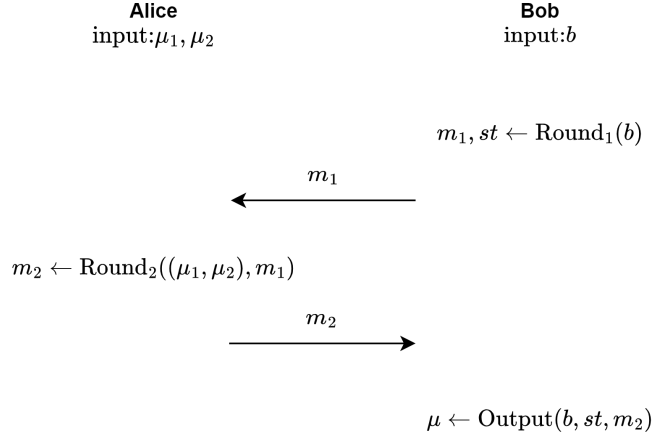 Alice
input:μ₁, μ₂
Bob
input:b
m₁, st ← Round₁(b)
m₁
m₂ ← Round₂((μ₁, μ₂), m₁)
m₂
μ ← Output(b, st, m₂)